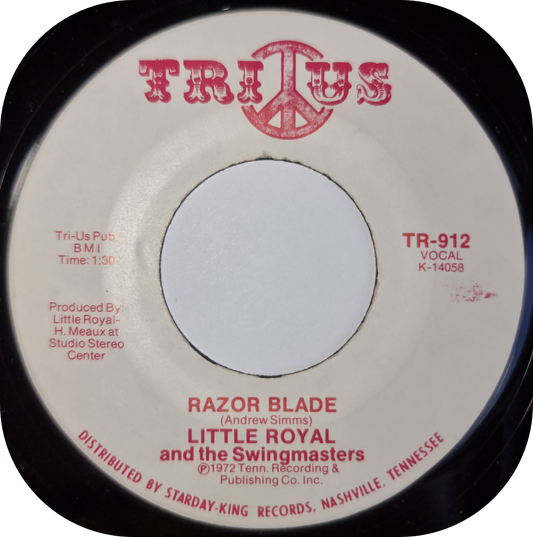 TRI US
Tri-Us Pub.
BMI
Time: 1:30
TR-912
VOCAL
K-14058
Produced By:
Little Royal-
H. Meaux at
Studio Stereo
Center
RAZOR BLADE
(Andrew Simms)
LITTLE ROYAL
and the Swingmasters
℗1972 Tenn. Recording &
Publishing Co. Inc.
DISTRIBUTED BY STARDAY-KING RECORDS, NASHVILLE, TENNESSEE